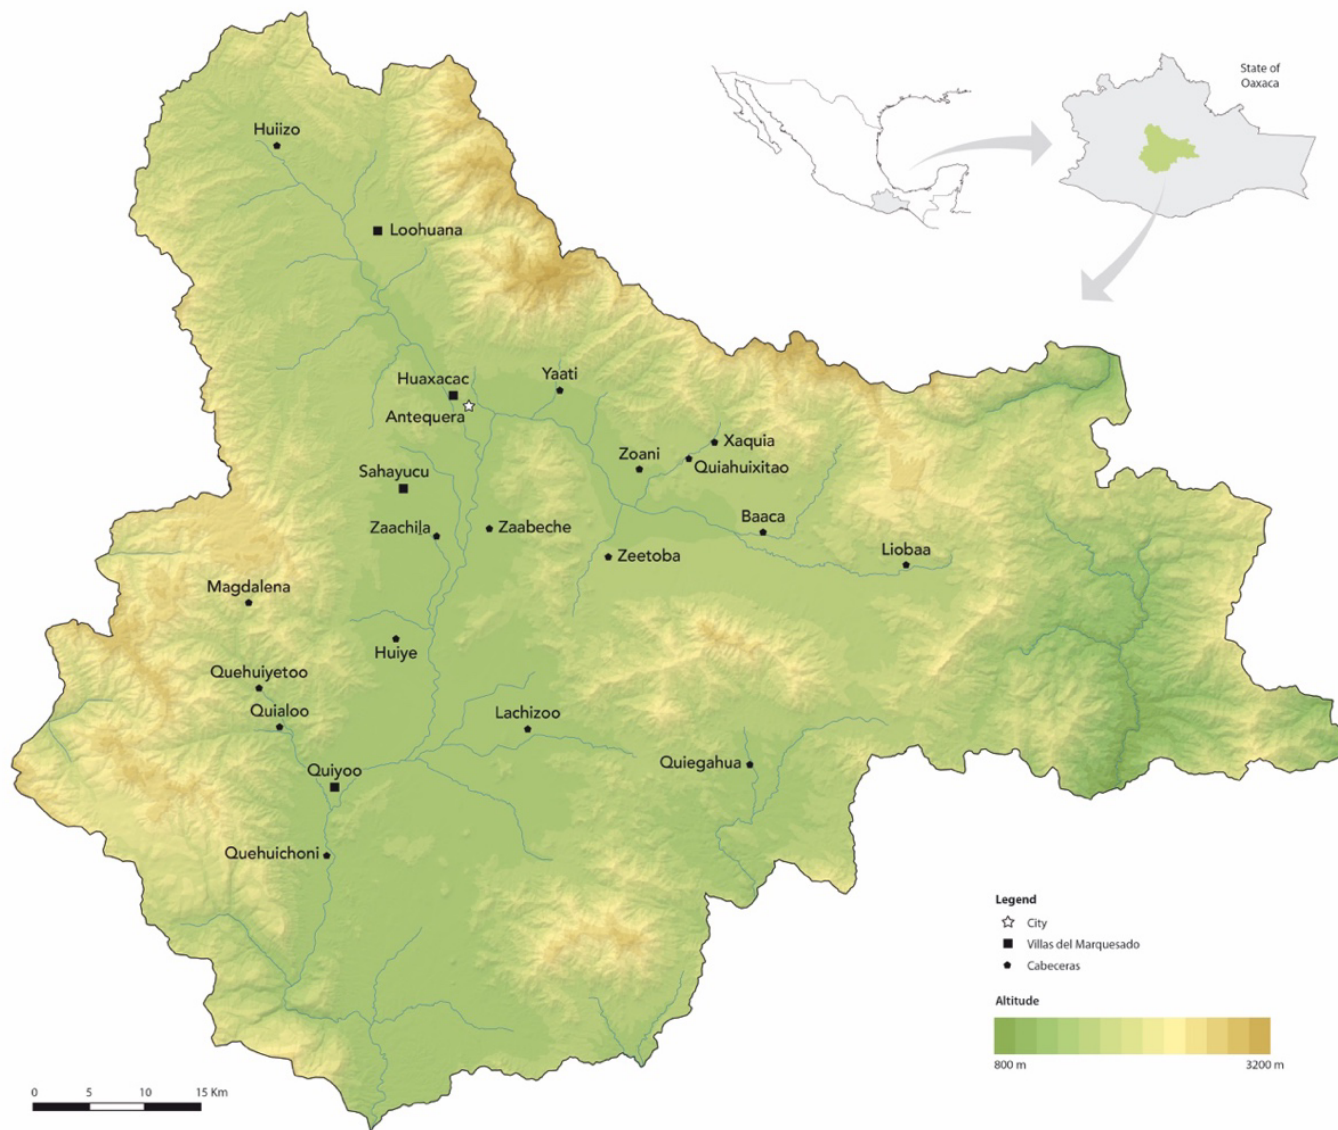 State of
Oaxaca
Huiizo
Loohuana
Huaxacac
Antequera
Yaati
Xaquia
Zoani
Quiahuixitao
Sahayucu
Zaachila
Zaabeche
Baaca
Zeetoba
Liobaa
Magdalena
Huiye
Quehuiyetoo
Quialoo
Lachizoo
Quiegahua
Quiyoo
Quehuichoni
Legend
City
Villas del Marquesado
Cabeceras
Altitude
800 m 3200 m
0 5 10 15 Km